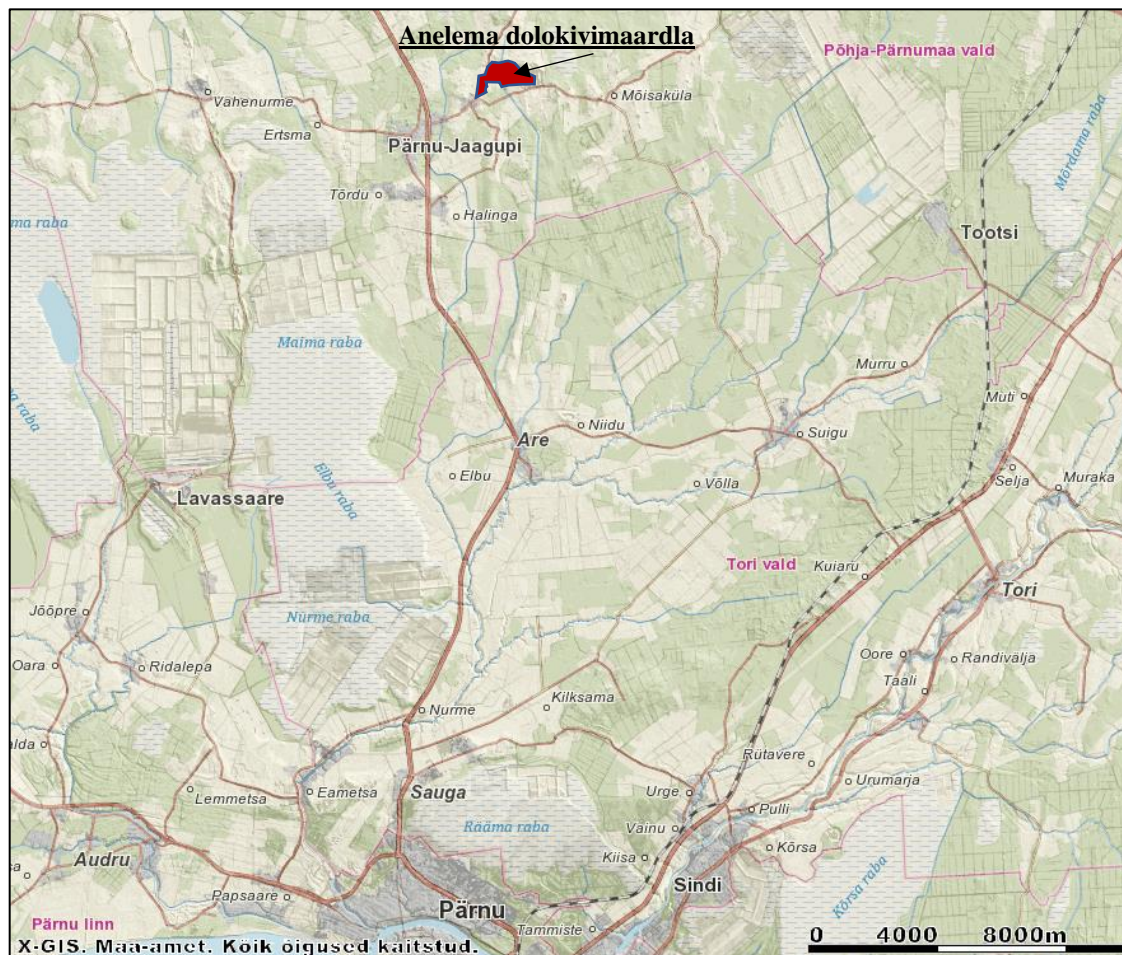 Anelema dolokivimaardla
Põhja-Pärnumaa vald
Mõisaküla
Vahenurme
Ertsma
Pärnu-Jaagupi
Mördama raba
Tõrdu
Halinga
ma raba
Tootsi
Maima raba
Murru
a raba
Muti
Niidu
Suigu
Are
Elbu
Elbu raba
Võlla
Selja
Muraka
Lavassaare
Tori vald
Kuiaru
Tori
Jõõpre
Nurme raba
Oara
Ridalepa
Oore
Randivälja
Taali
Kilksama
Nurme
alda
Rütavere
Lemmetsa
Eametsa
Sauga
Urge
Urumarja
Pulli
Rääma raba
Vainu
Audru
Kiisa
Kõrsa
sa
Papsaare
Sindi
Kõrsa raba
Pärnu
Pärnu linn
Tammiste
X-GIS. Maa-amet. Kõik õigused kaitstud.
0 4000 8000m